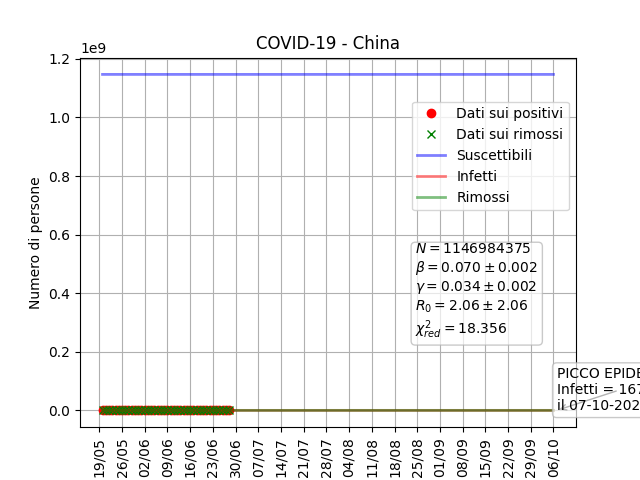 COVID-19 - China
1e9
1.2
1.0
0.8
0.6
0.4
0.2
0.0
Numero di persone
Dati sui positivi
Dati sui rimossi
Suscettibili
Infetti
Rimossi
N = 1146984375
β = 0.070 ± 0.002
γ = 0.034 ± 0.002
R₀ = 2.06 ± 2.06
χ²red = 18.356
PICCO EPIDE
Infetti = 167
il 07-10-202
19/05
26/05
02/06
09/06
16/06
23/06
30/06
07/07
14/07
21/07
28/07
04/08
11/08
18/08
25/08
01/09
08/09
15/09
22/09
29/09
06/10